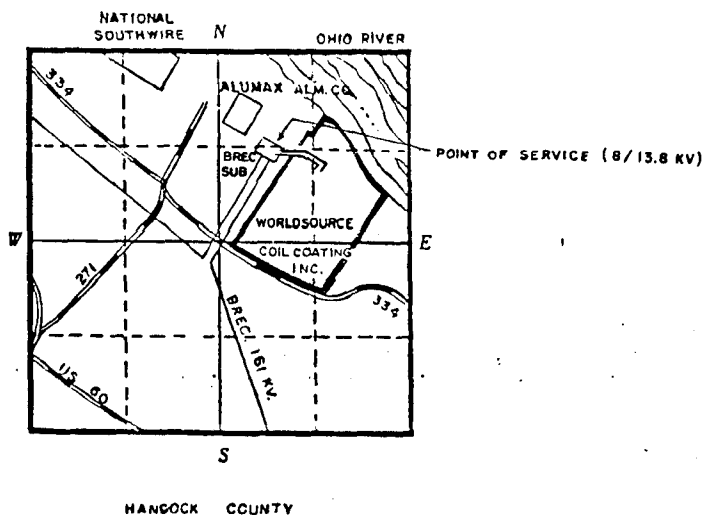 NATIONAL
SOUTHWIRE
N
OHIO RIVER
334
ALUMAX ALM. CO.
BREC
SUB
POINT OF SERVICE (8/13.8 KV)
WORLDSOURCE
W
E
COIL COATING
INC.
271
334
BREC. 161 KV.
US 60
S
HANCOCK COUNTY